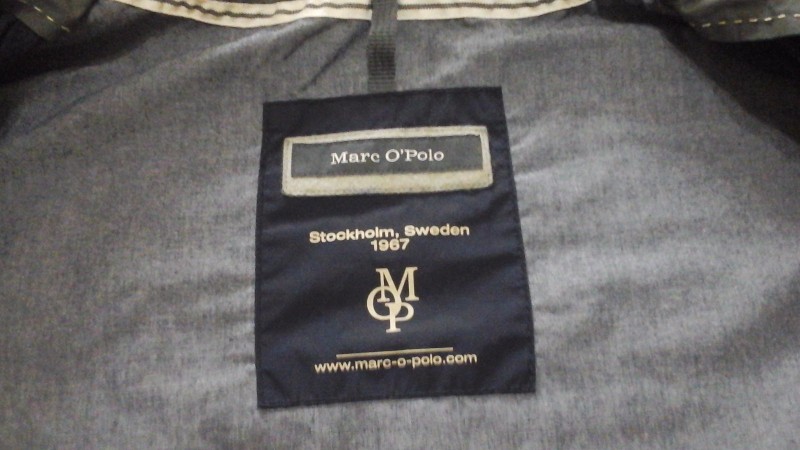 Marc O'Polo
Stockholm, Sweden
1967
MOP
www.marc-o-polo.com